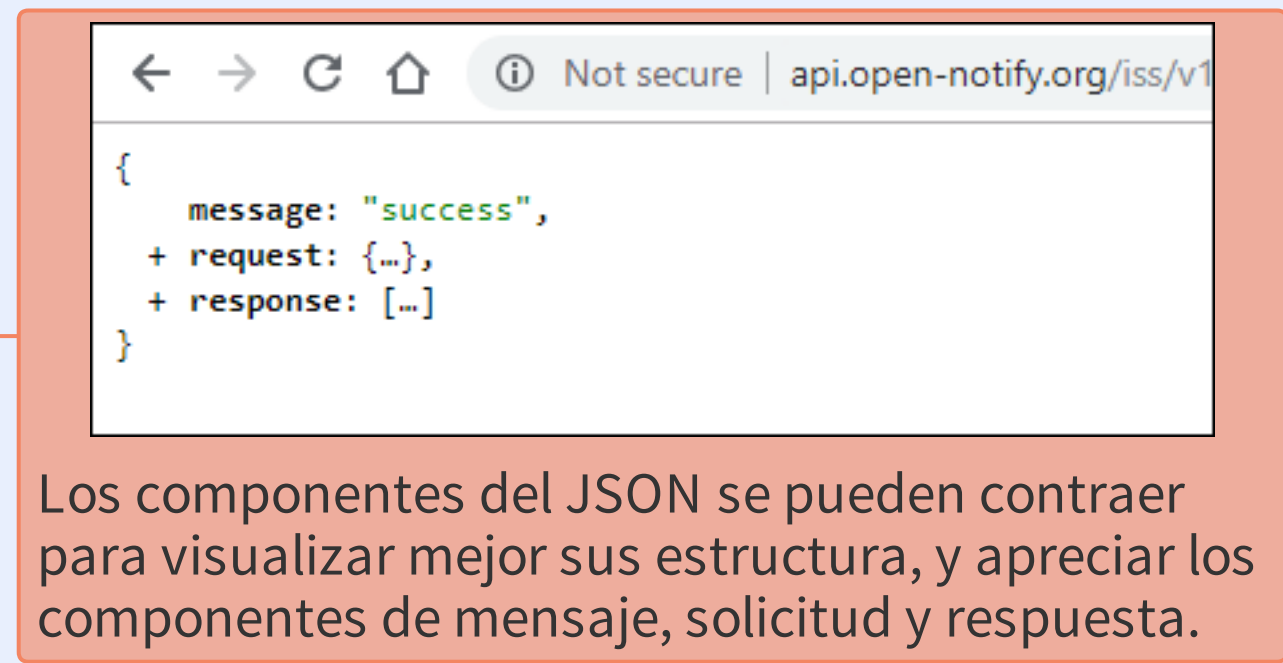 Not secure | api.open-notify.org/iss/v1
{
message: "success",
+ request: {…},
+ response: […]
}
Los componentes del JSON se pueden contraer
para visualizar mejor sus estructura, y apreciar los
componentes de mensaje, solicitud y respuesta.